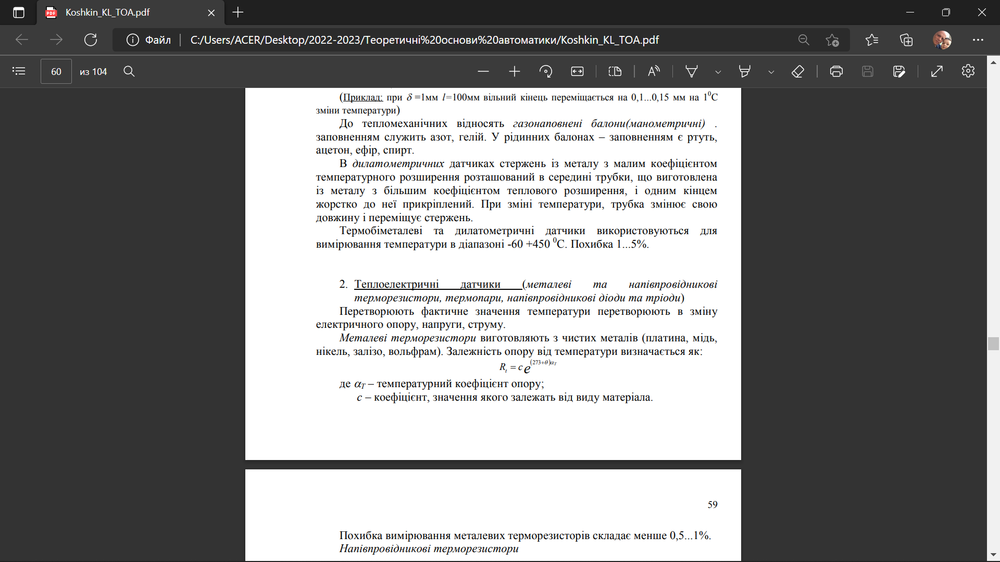 Koshkin_KL_TOA.pdf
Файл
C:/Users/ACER/Desktop/2022-2023/Теоретичні%20основи%20автоматики/Koshkin_KL_TOA.pdf
60 из 104
(Приклад: при δ =1мм l=100мм вільний кінець переміщається на 0,1...0,15 мм на 1⁰С
зміни температури)
До тепломеханічних відносять газонаповнені балони(манометричні) .
заповненням служить азот, гелій. У рідинних балонах – заповненням є ртуть,
ацетон, ефір, спирт.
В дилатометричних датчиках стержень із металу з малим коефіцієнтом
температурного розширення розташований в середині трубки, що виготовлена
із металу з більшим коефіцієнтом теплового розширення, і одним кінцем
жорстко до неї прикріплений. При зміні температури, трубка змінює свою
довжину і переміщує стержень.
Термобіметалеві та дилатометричні датчики використовуються для
вимірювання температури в діапазоні -60 +450 ⁰С. Похибка 1...5%.
2. Теплоелектричні датчики (металеві та напівпровідникові
терморезистори, термопари, напівпровідникові діоди та тріоди)
Перетворюють фактичне значення температури перетворюють в зміну
електричного опору, напруги, струму.
Металеві терморезистори виготовляють з чистих металів (платина, мідь,
нікель, залізо, вольфрам). Залежність опору від температури визначається як:
R_t = c e^{(273+θ)α_T}
де α_T – температурний коефіцієнт опору;
с – коефіцієнт, значення якого залежать від виду матеріала.
59
Похибка вимірювання металевих терморезисторів складає менше 0,5...1%.
Напівпровідникові терморезистори